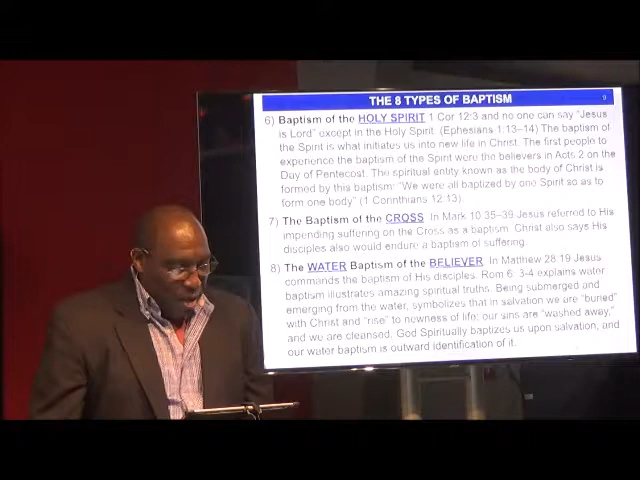 THE 8 TYPES OF BAPTISM 9
6) Baptism of the HOLY SPIRIT 1 Cor 12:3 and no one can say "Jesus
is Lord" except in the Holy Spirit. (Ephesians 1:13–14) The baptism of
the Spirit is what initiates us into new life in Christ. The first people to
experience the baptism of the Spirit were the believers in Acts 2 on the
Day of Pentecost. The spiritual entity known as the body of Christ is
formed by this baptism: "We were all baptized by one Spirit so as to
form one body" (1 Corinthians 12:13).
7) The Baptism of the CROSS In Mark 10:35–39 Jesus referred to His
impending suffering on the Cross as a baptism. Christ also says His
disciples also would endure a baptism of suffering.
8) The WATER Baptism of the BELIEVER In Matthew 28:19 Jesus
commands the baptism of His disciples. Rom 6: 3-4 explains water
baptism illustrates amazing spiritual truths. Being submerged and
emerging from the water, symbolizes that in salvation we are "buried"
with Christ and "rise" to newness of life; our sins are "washed away,"
and we are cleansed. God Spiritually baptizes us upon salvation, and
our water baptism is outward identification of it.